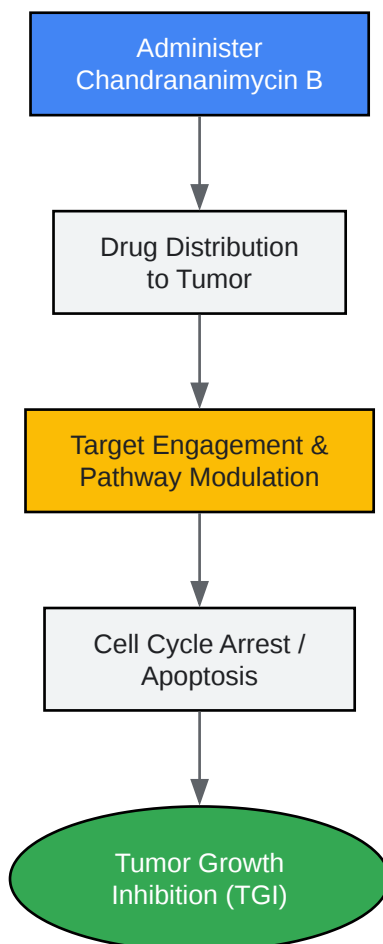 Administer
Chandrananimycin B
Drug Distribution
to Tumor
Target Engagement &
Pathway Modulation
Cell Cycle Arrest /
Apoptosis
Tumor Growth
Inhibition (TGI)